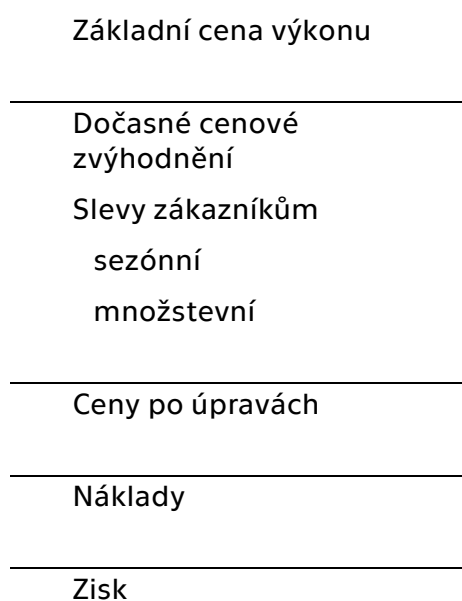 Základní cena výkonu
Dočasné cenové
zvýhodnění
Slevy zákazníkům
sezónní
množstevní
Ceny po úpravách
Náklady
Zisk